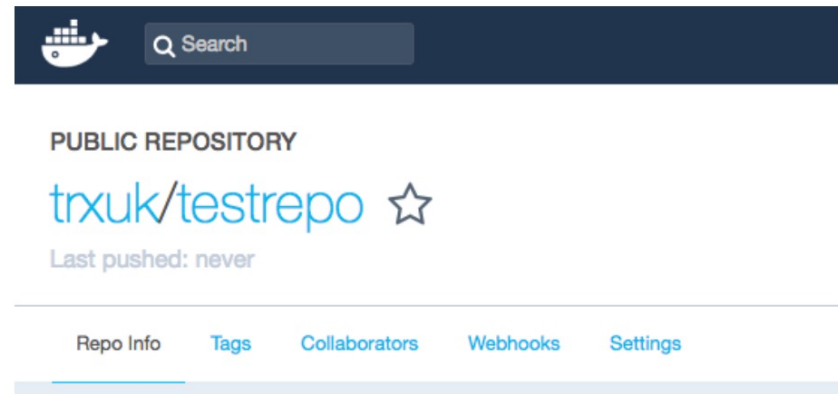 Search
PUBLIC REPOSITORY
trxuk/testrepo
Last pushed: never
Repo Info Tags Collaborators Webhooks Settings